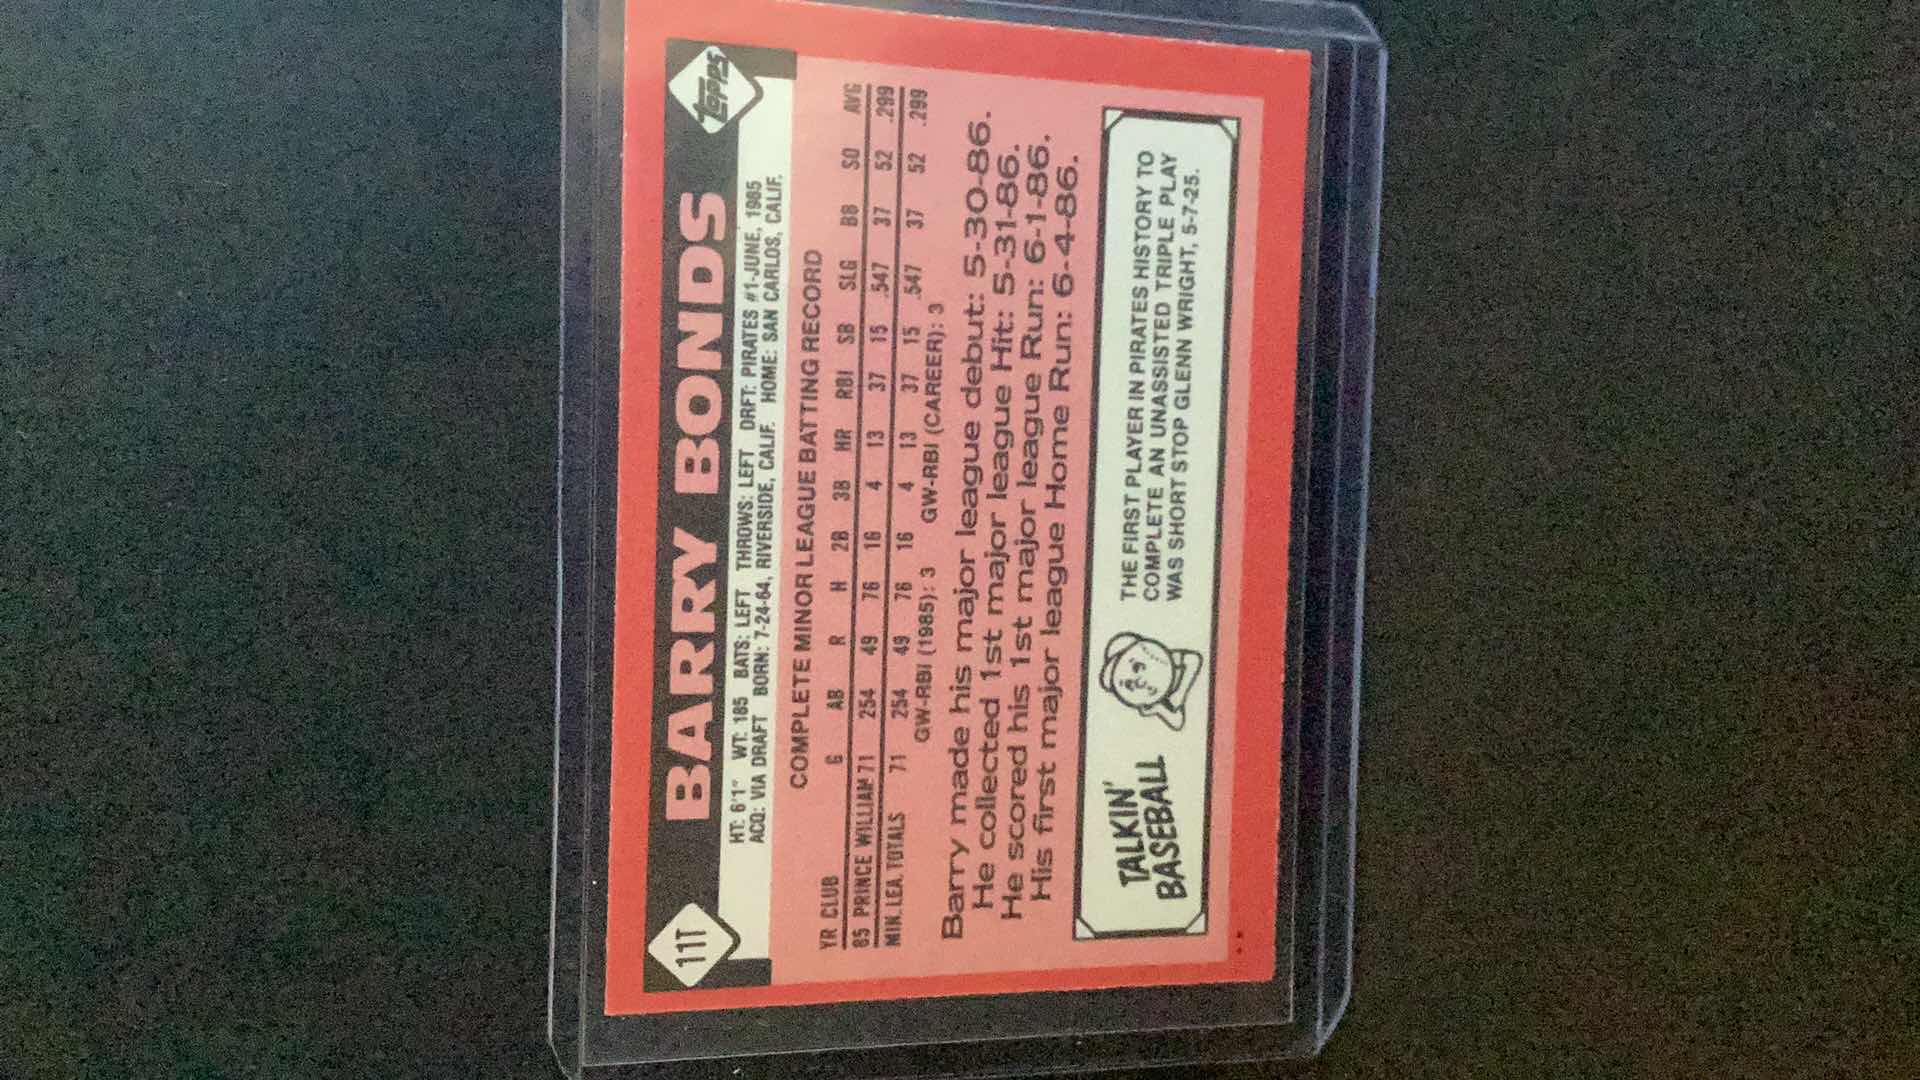 11T BARRY BONDS topps
HT: 6'1" WT: 185 BATS: LEFT THROWS: LEFT DRFT: PIRATES #1-JUNE, 1985
ACQ: VIA DRAFT BORN: 7-24-64, RIVERSIDE, CALIF. HOME: SAN CARLOS, CALIF.
COMPLETE MINOR LEAGUE BATTING RECORD
YR CLUB G AB R H 2B 3B HR RBI SB SLG BB SO AVG
85 PRINCE WILLIAM 71 254 49 76 16 4 13 37 15 .547 37 52 .299
MIN. LEA. TOTALS 71 254 49 76 16 4 13 37 15 .547 37 52 .299
GW-RBI (1985): 3 GW-RBI (CAREER): 3
Barry made his major league debut: 5-30-86.
He collected 1st major league Hit: 5-31-86.
He scored his 1st major league Run: 6-1-86.
His first major league Home Run: 6-4-86.
TALKIN'
BASEBALL
THE FIRST PLAYER IN PIRATES HISTORY TO
COMPLETE AN UNASSISTED TRIPLE PLAY
WAS SHORT STOP GLENN WRIGHT, 5-7-25.